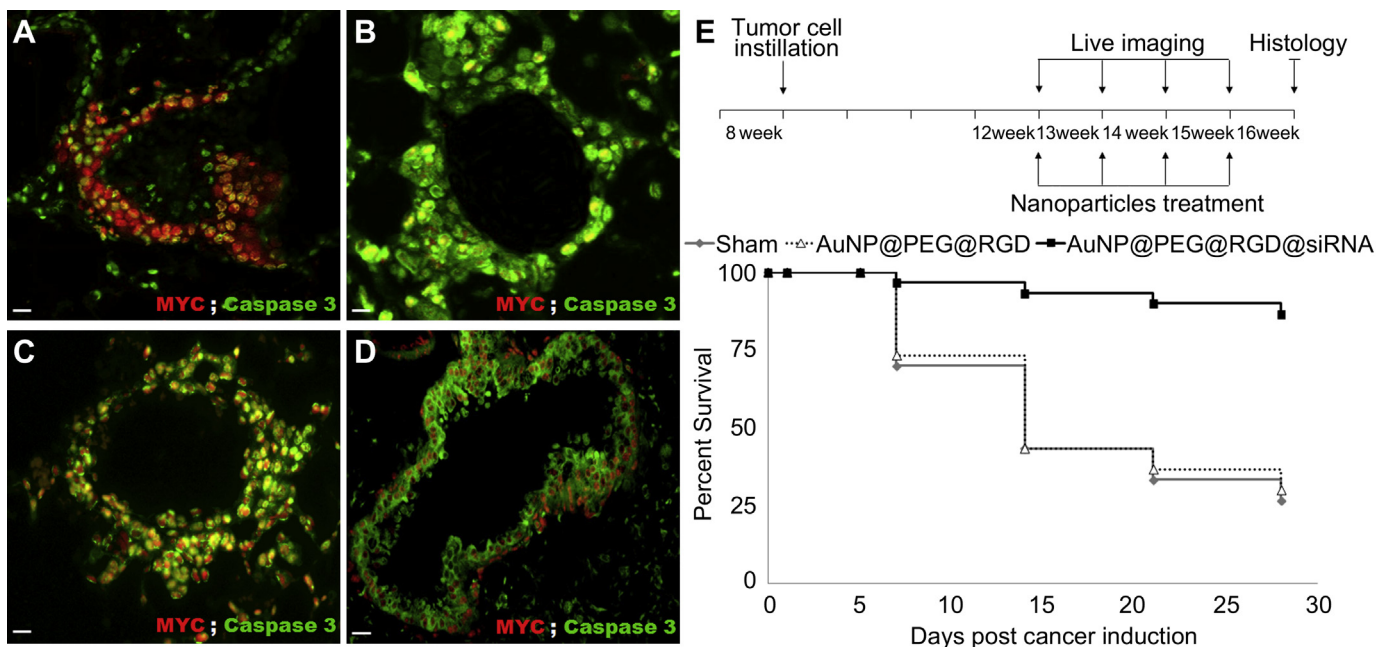 A
MYC ; Caspase 3
B
MYC ; Caspase 3
C
MYC ; Caspase 3
D
MYC ; Caspase 3
E
Tumor cell
instillation
Live imaging
Histology
8 week
12week 13week 14 week 15week 16week
Nanoparticles treatment
Sham AuNP@PEG@RGD AuNP@PEG@RGD@siRNA
100
75
50
25
0
Percent Survival
0 5 10 15 20 25 30
Days post cancer induction